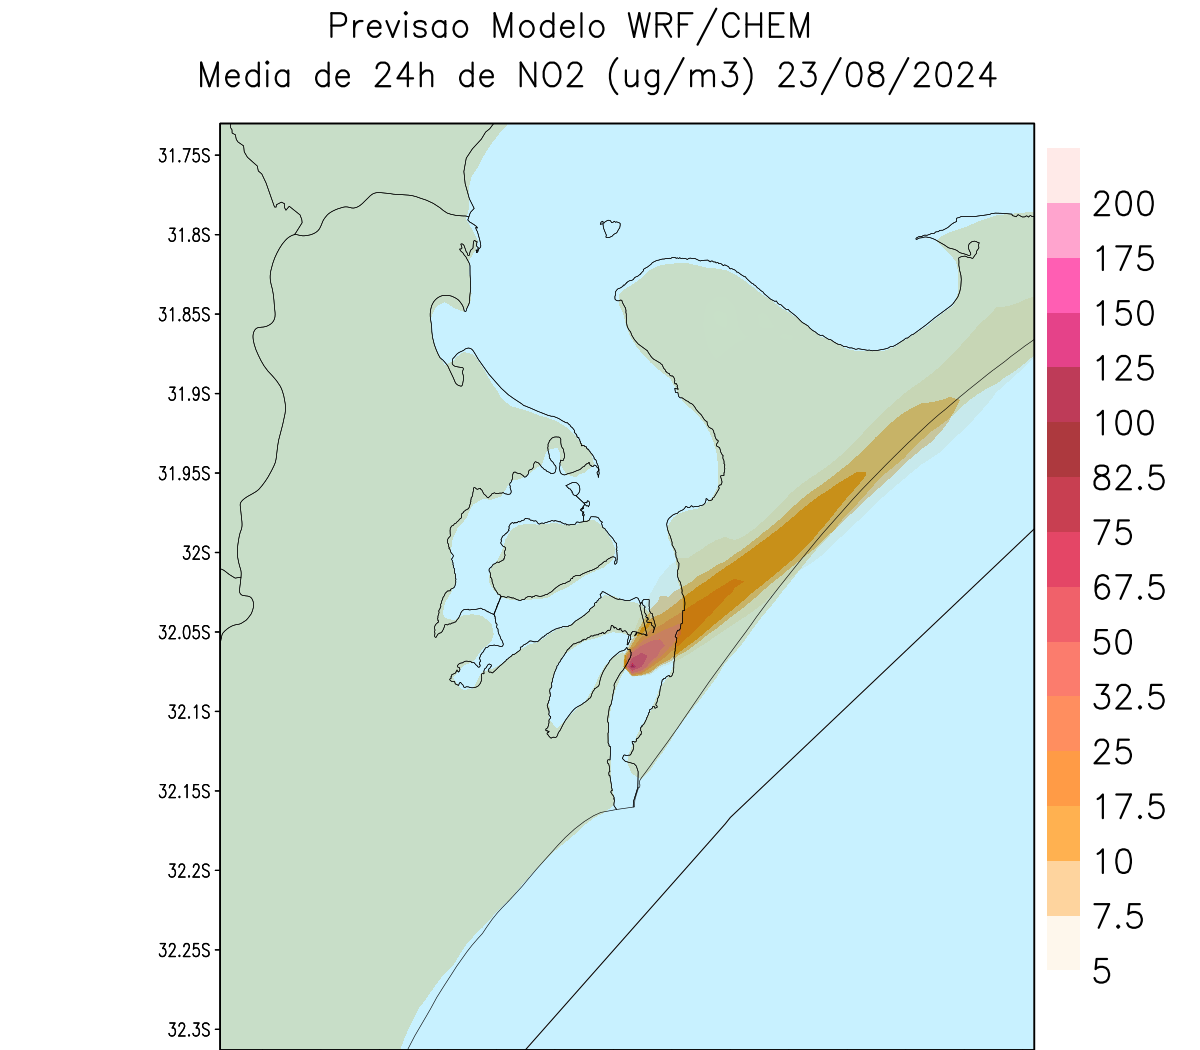 Previsao Modelo WRF/CHEM
Media de 24h de NO2 (ug/m3) 23/08/2024
31.75S
31.8S
31.85S
31.9S
31.95S
32S
32.05S
32.1S
32.15S
32.2S
32.25S
32.3S
200
175
150
125
100
82.5
75
67.5
50
32.5
25
17.5
10
7.5
5